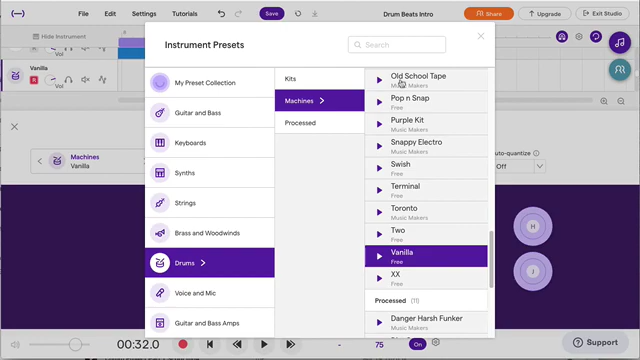 File
Edit
Settings
Tutorials
Save
Drum Beats Intro
Share
Upgrade
Exit Studio
Hide Instrument
Vol
Vanilla
R
Vol
Machines
Vanilla
Auto-quantize
Off
Instrument Presets
Search
My Preset Collection
Guitar and Bass
Keyboards
Synths
Strings
Brass and Woodwinds
Drums
Voice and Mic
Guitar and Bass Amps
Kits
Machines
Processed
Old School Tape
Music Makers
Pop n Snap
Free
Purple Kit
Music Makers
Snappy Electro
Music Makers
Swish
Free
Terminal
Free
Toronto
Music Makers
Two
Free
Vanilla
Free
XX
Free
Processed (11)
Danger Harsh Funker
Music Makers
H
I
00:32.0
-
75
On
Support